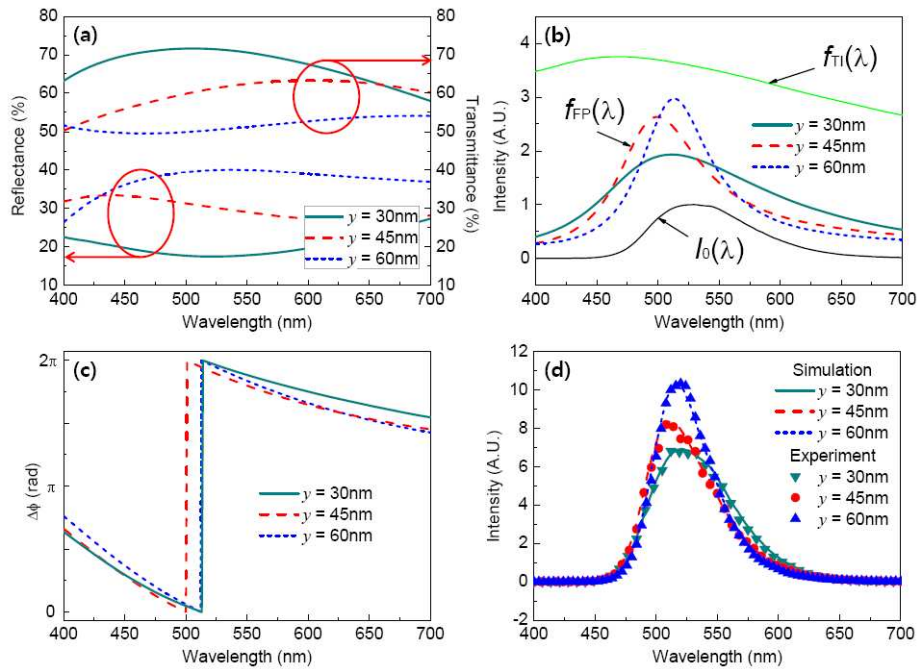 (a)
Reflectance (%)
80
70
60
50
40
30
20
10
Transmittance (%)
80
70
60
50
40
30
20
10
y = 30nm
y = 45nm
y = 60nm
400 450 500 550 600 650 700
Wavelength (nm)
(b)
Intensity (A.U.)
5
4
3
2
1
0
fTI(λ)
fFP(λ)
y = 30nm
y = 45nm
y = 60nm
I0(λ)
400 450 500 550 600 650 700
Wavelength (nm)
(c)
Δϕ (rad)
2π
π
0
y = 30nm
y = 45nm
y = 60nm
400 450 500 550 600 650 700
Wavelength (nm)
(d)
Intensity (A.U.)
12
10
8
6
4
2
0
-2
Simulation
y = 30nm
y = 45nm
y = 60nm
Experiment
y = 30nm
y = 45nm
y = 60nm
400 450 500 550 600 650 700
Wavelength (nm)